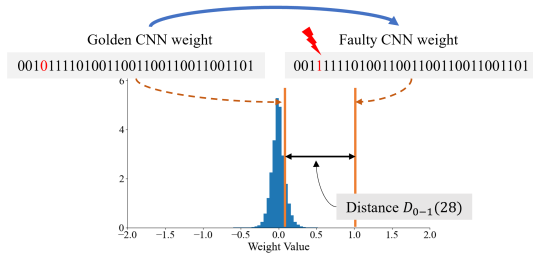 Golden CNN weight
Faulty CNN weight
00101111010011001100110011001101
00111111010011001100110011001101
6
4
2
0
Distance D₀₋₁(28)
−2.0 −1.5 −1.0 −0.5 0.0 0.5 1.0 1.5 2.0
Weight Value